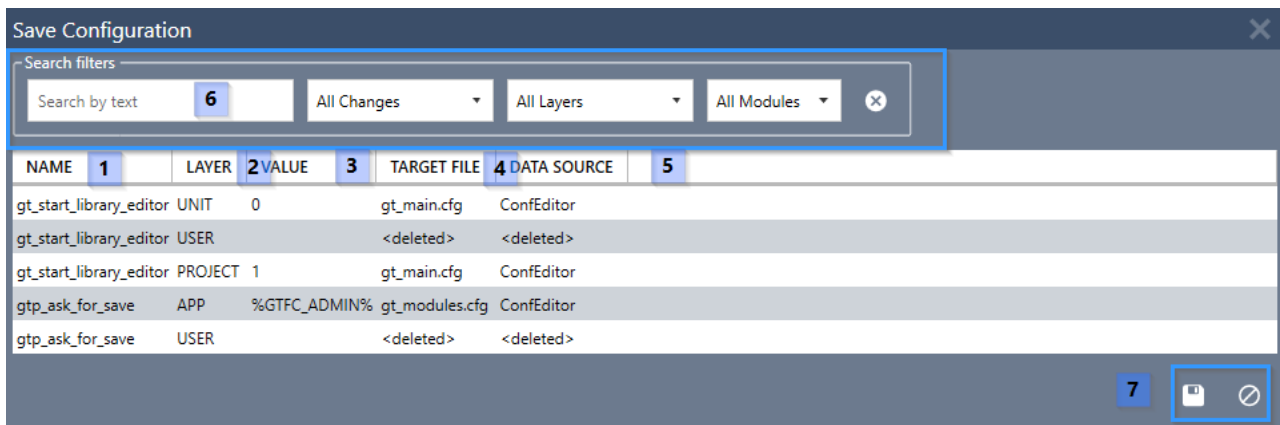 Save Configuration
Search filters
Search by text 6 All Changes All Layers All Modules
NAME 1 LAYER 2 VALUE 3 TARGET FILE 4 DATA SOURCE 5
gt_start_library_editor UNIT 0 gt_main.cfg ConfEditor
gt_start_library_editor USER <deleted> <deleted>
gt_start_library_editor PROJECT 1 gt_main.cfg ConfEditor
gtp_ask_for_save APP %GTFC_ADMIN% gt_modules.cfg ConfEditor
gtp_ask_for_save USER <deleted> <deleted>
7